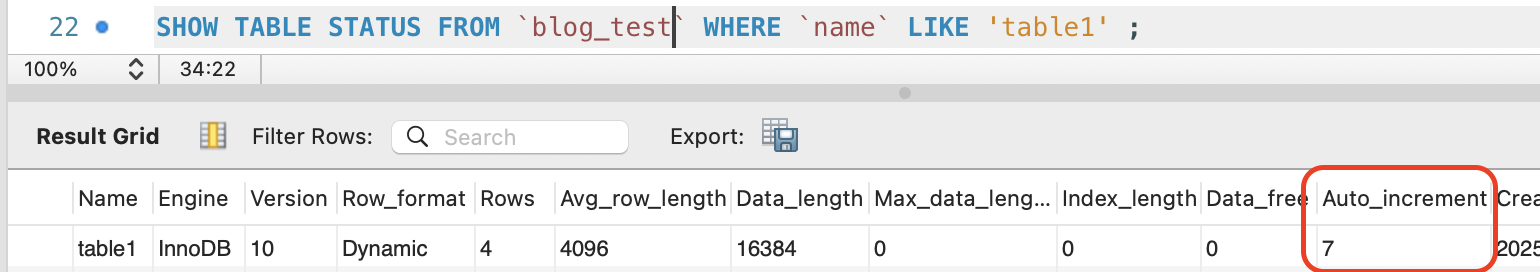 22 SHOW TABLE STATUS FROM `blog_test` WHERE `name` LIKE 'table1' ;
100% 34:22
Result Grid Filter Rows: Search Export:
Name Engine Version Row_format Rows Avg_row_length Data_length Max_data_leng... Index_length Data_free Auto_increment Crea
table1 InnoDB 10 Dynamic 4 4096 16384 0 0 0 7 2025